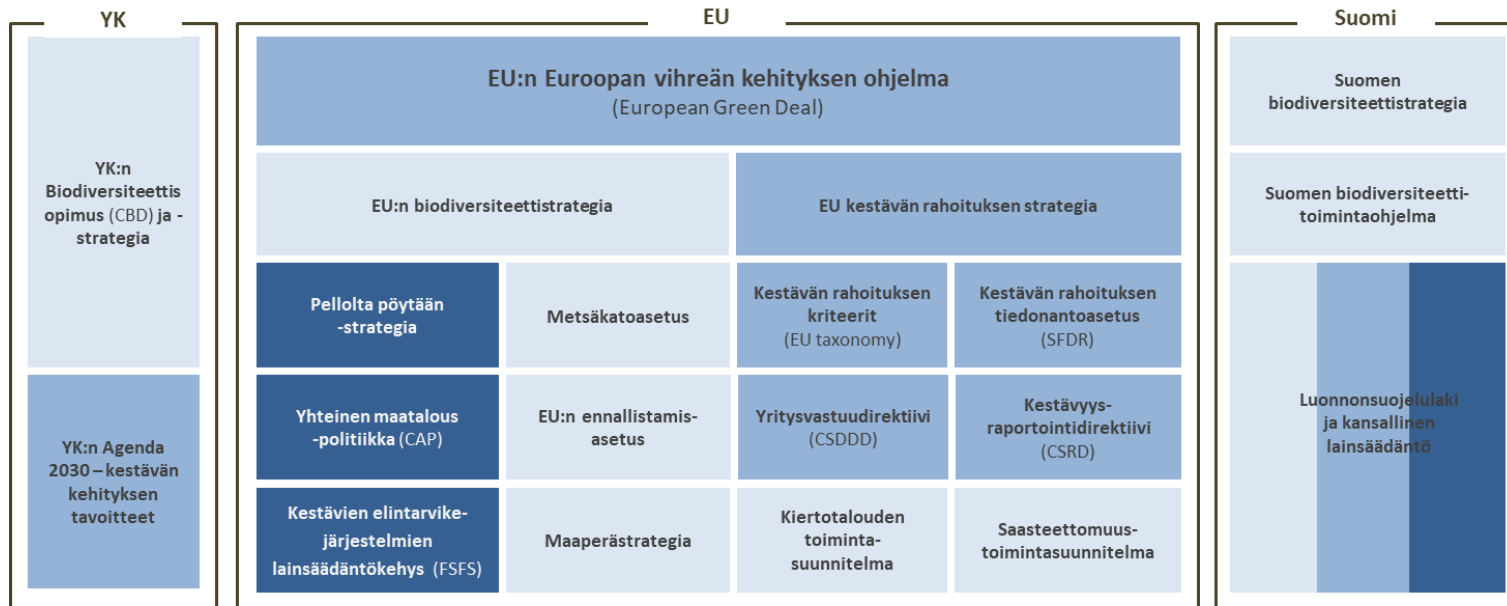 YK
YK:n
Biodiversiteettis
opimus (CBD) ja -
strategia
YK:n Agenda
2030 – kestävän
kehityksen
tavoitteet
EU
EU:n Euroopan vihreän kehityksen ohjelma
(European Green Deal)
EU:n biodiversiteettistrategia
EU kestävän rahoituksen strategia
Pellolta pöytään
-strategia
Metsäkatoasetus
Kestävän rahoituksen
kriteerit
(EU taxonomy)
Kestävän rahoituksen
tiedonantoasetus
(SFDR)
Yhteinen maatalous
-politiikka (CAP)
EU:n ennallistamis-
asetus
Yritysvastuudirektiivi
(CSDDD)
Kestävyys-
raportointidirektiivi
(CSRD)
Kestävien elintarvike-
järjestelmien
lainsäädäntökehys (FSFS)
Maaperästrategia
Kiertotalouden
toiminta-
suunnitelma
Saasteettomuus-
toimintasuunnitelma
Suomi
Suomen
biodiversiteettistrategia
Suomen biodiversiteetti-
toimintaohjelma
Luonnonsuojelulaki
ja kansallinen
lainsäädäntö